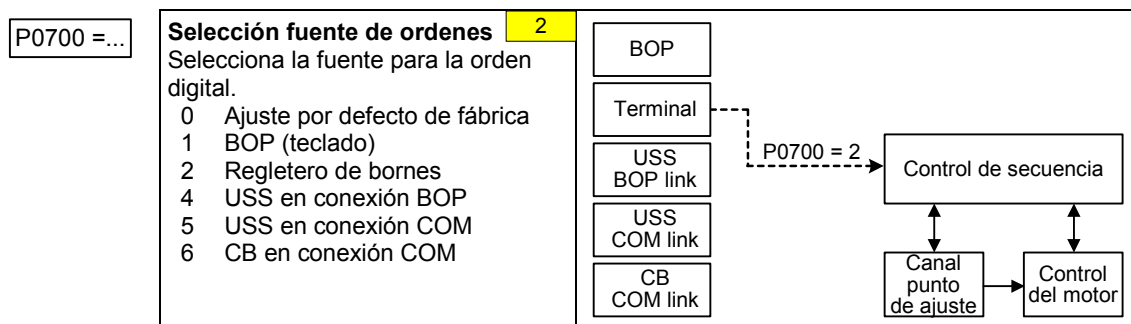 P0700 =...
Selección fuente de ordenes 2
Selecciona la fuente para la orden
digital.
0 Ajuste por defecto de fábrica
1 BOP (teclado)
2 Regletero de bornes
4 USS en conexión BOP
5 USS en conexión COM
6 CB en conexión COM
BOP
Terminal
USS
BOP link
USS
COM link
CB
COM link
P0700 = 2
Control de secuencia
Canal
punto
de ajuste
Control
del motor